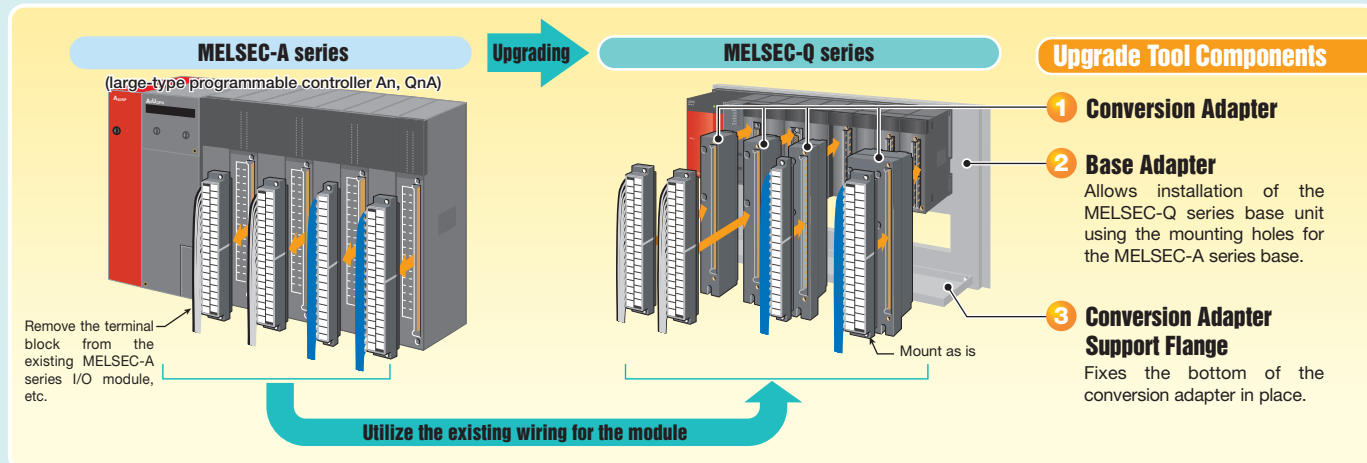 MELSEC-A series
Upgrading
MELSEC-Q series
Upgrade Tool Components
(large-type programmable controller An, QnA)
1 Conversion Adapter
2 Base Adapter
Allows installation of the
MELSEC-Q series base unit
using the mounting holes for
the MELSEC-A series base.
3 Conversion Adapter
Support Flange
Fixes the bottom of the
conversion adapter in place.
Remove the terminal
block from the
existing MELSEC-A
series I/O module,
etc.
Mount as is
Utilize the existing wiring for the module